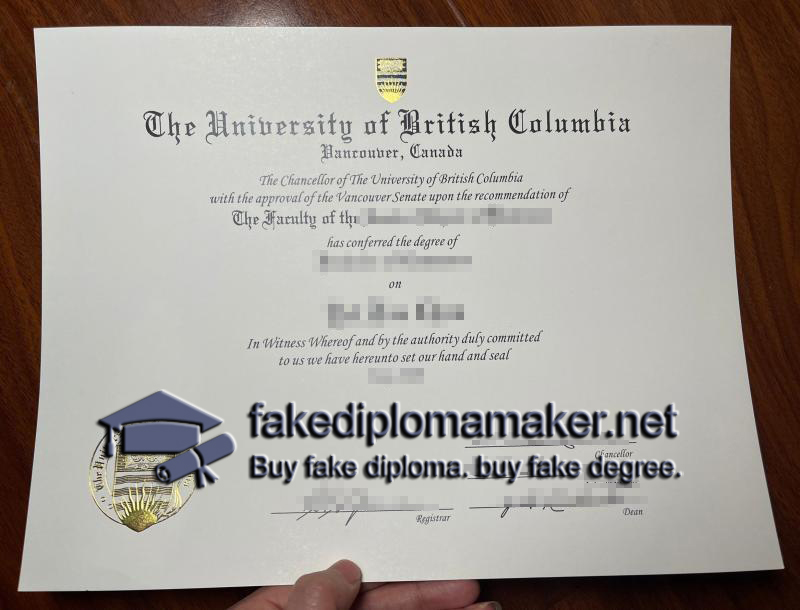 The University of British Columbia
Vancouver, Canada
The Chancellor of The University of British Columbia
with the approval of the Vancouver Senate upon the recommendation of
The Faculty of the
has conferred the degree of
on
In Witness Whereof and by the authority duly committed
to us we have hereunto set our hand and seal
fakediplomamaker.net
Buy fake diploma. buy fake degree.
Chancellor
Registrar
Dean